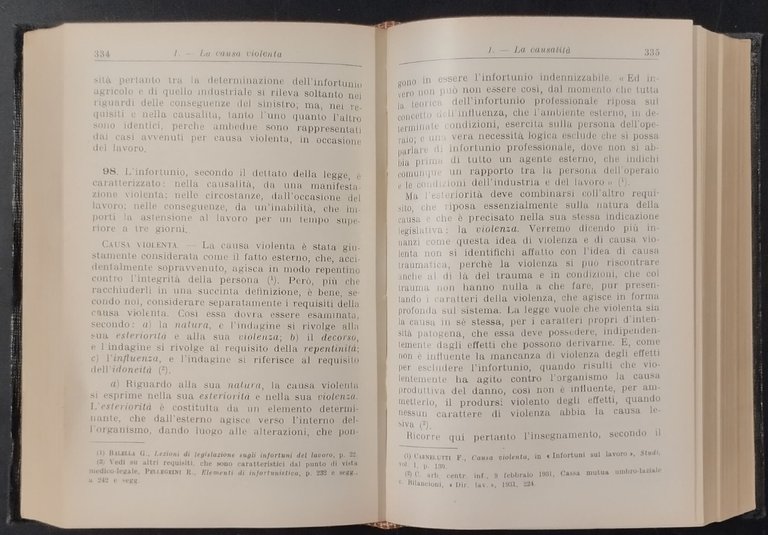 334
1. — La causa violenta
sità pertanto tra la determinazione dell'infortunio
agricolo e di quello industriale si rileva soltanto nei
riguardi delle conseguenze del sinistro, ma, nei re-
quisiti e nella causalità, tanto l'uno quanto l'altro
sono identici, perchè ambedue sono rappresentati
dai casi avvenuti per causa violenta, in occasione
del lavoro.
98. L'infortunio, secondo il dettato della legge, è
caratterizzato: nella causalità, da una manifesta-
zione violenta; nelle circostanze, dall'occasione del
lavoro; nelle conseguenze, da un'inabilità, che im-
porti la astensione al lavoro per un tempo supe-
riore a tre giorni.
CAUSA VIOLENTA. — La causa violenta è stata giu-
stamente considerata come il fatto esterno, che, acci-
dentalmente sopravvenuto, agisca in modo repentino
contro l'integrità della persona (¹). Però, più che
racchiuderli in una succinta definizione, è bene, se-
condo noi, considerare separatamente i requisiti della
causa violenta. Così essa dovrà essere esaminata,
secondo: a) la natura, e l'indagine si rivolge alla
sua esteriorità e alla sua violenza; b) il decorso,
e l'indagine si rivolge al requisito della repentinità;
c) l'influenza, e l'indagine si riferisce al requisito
dell'idoneità (²).
a) Riguardo alla sua natura, la causa violenta
si esprime nella sua esteriorità e nella sua violenza.
L'esteriorità è costituita da un elemento determi-
nante, che dall'esterno agisce verso l'interno del-
l'organismo, dando luogo alle alterazioni, che pon-
(1) BALELLA G., Lezioni di legislazione sugli infortuni del lavoro, p. 22.
(2) Vedi su altri requisiti, che sono caratteristici dal punto di vista
medico-legale, PELLEGRINI R., Elementi di infortunistica, p. 232 e segg.,
a 242 e segg.
1. — La causalità
335
gono in essere l'infortunio indennizzabile. « Ed in-
vero non può non essere così, dal momento che tutta
la teorica dell'infortunio professionale riposa sul
concetto dell'influenza, che l'ambiente esterno, in de-
terminate condizioni, esercita sulla persona dell'ope-
raio; e una vera necessità logica esclude che si possa
parlare di infortunio professionale, dove non si ab-
bia prima di tutto un agente esterno, che indichi
comunque un rapporto tra la persona dell'operaio
e le condizioni dell'industria e del lavoro » (¹).
Ma l'esteriorità deve combinarsi coll'altro requi-
sito, che riposa essenzialmente sulla natura della
causa e che è precisato nella sua stessa indicazione
legislativa: la violenza. Verremo dicendo più in-
nanzi come questa idea di violenza e di causa vio-
lenta non si identifichi affatto con l'idea di causa
traumatica, perchè la violenza si può riscontrare
anche al di là del trauma e in condizioni, che col
trauma non hanno nulla a che fare, pur presen-
tando i caratteri della violenza, che agisce in forma
profonda sul sistema. La legge vuole che violenta sia
la causa in sè stessa, per i caratteri propri d'inten-
sità patogena, che essa deve possedere, indipenden-
temente dagli effetti che possono derivarne. E, come
non è influente la mancanza di violenza degli effetti
per escludere l'infortunio, quando risulti che vio-
lentemente ha agito contro l'organismo la causa
produttiva del danno, così non è influente, per am-
metterlo, il prodursi violento degli effetti, quando
nessun carattere di violenza abbia la causa le-
siva (²).
Ricorre qui pertanto l'insegnamento, secondo il
(1) CARNELUTTI F., Causa violenta, in « Infortuni sul lavoro », Studi,
vol. 1, p. 130.
(2) C. arb. centr. inf., 9 febbraio 1931, CASSA mutua umbro-laziale
c. Bilancioni, « Dir. lav. », 1931, 224.